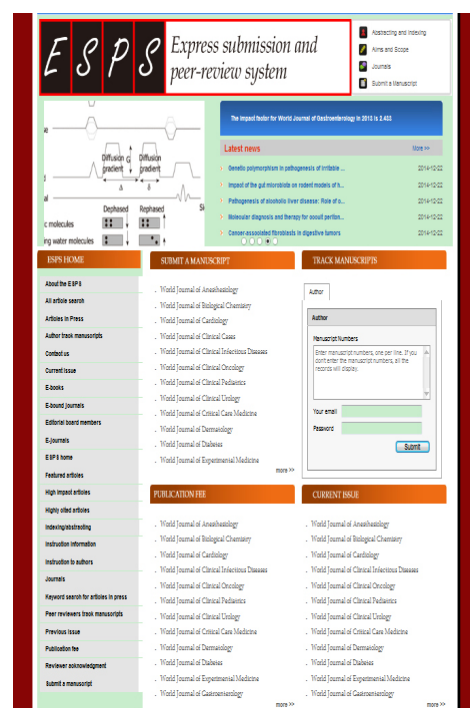 ESPS Express submission and
peer-review system
Abstracting and Indexing
Aims and Scope
Journals
Submit a Manuscript
The Impact factor for World Journal of Gastroenterology in 2013 is 2.433
Latest news More >>
Genetic polymorphism in pathogenesis of irritable ... 2014-12-22
Impact of the gut microbiota on rodent models of h... 2014-12-22
Pathogenesis of alcoholic liver disease: Role of o... 2014-12-22
Molecular diagnosis and therapy for occult periton... 2014-12-22
Cancer-associated fibroblasts in digestive tumors 2014-12-22
Diffusion G Diffusion
gradient gradient
Δ δ
Dephased Rephased
c molecules
ing water molecules
ESPS HOME
About the ESPS
All article search
Articles in Press
Author track manuscripts
Contact us
Current issue
E-books
E-bound journals
Editorial board members
E-journals
ESPS home
Featured articles
High impact articles
Highly cited articles
Indexing/abstracting
Instruction information
Instruction to authors
Journals
Keyword search for articles in press
Peer reviewers track manuscripts
Previous issue
Publication fee
Reviewer acknowledgment
Submit a manuscript
SUBMIT A MANUSCRIPT
World Journal of Anesthesiology
World Journal of Biological Chemistry
World Journal of Cardiology
World Journal of Clinical Cases
World Journal of Clinical Infectious Diseases
World Journal of Clinical Oncology
World Journal of Clinical Pediatrics
World Journal of Clinical Urology
World Journal of Critical Care Medicine
World Journal of Dermatology
World Journal of Diabetes
World Journal of Experimental Medicine
more >>
TRACK MANUSCRIPTS
Author
Author
Manuscript Numbers
Enter manuscript numbers, one per line. If you
don't enter the manuscript numbers, all the
records will display.
Your email
Password
Submit
PUBLICATION FEE
World Journal of Anesthesiology
World Journal of Biological Chemistry
World Journal of Cardiology
World Journal of Clinical Infectious Diseases
World Journal of Clinical Oncology
World Journal of Clinical Pediatrics
World Journal of Clinical Urology
World Journal of Critical Care Medicine
World Journal of Dermatology
World Journal of Diabetes
World Journal of Experimental Medicine
World Journal of Gastroenterology
more >>
CURRENT ISSUE
World Journal of Anesthesiology
World Journal of Biological Chemistry
World Journal of Cardiology
World Journal of Clinical Infectious Diseases
World Journal of Clinical Oncology
World Journal of Clinical Pediatrics
World Journal of Clinical Urology
World Journal of Critical Care Medicine
World Journal of Dermatology
World Journal of Diabetes
World Journal of Experimental Medicine
World Journal of Gastroenterology
more >>